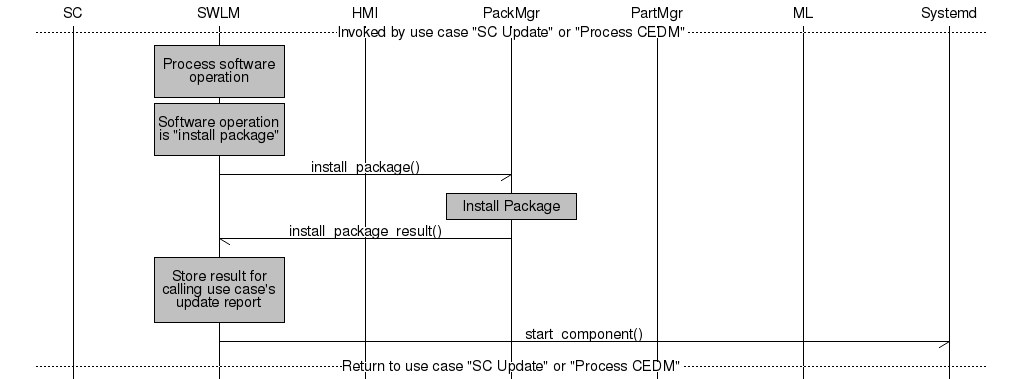 SC SWLM HMI PackMgr PartMgr ML Systemd
Invoked by use case "SC Update" or "Process CEDM"
Process software
operation
Software operation
is "install package"
install_package()
Install Package
install_package_result()
Store result for
calling use case's
update report
start_component()
Return to use case "SC Update" or "Process CEDM"